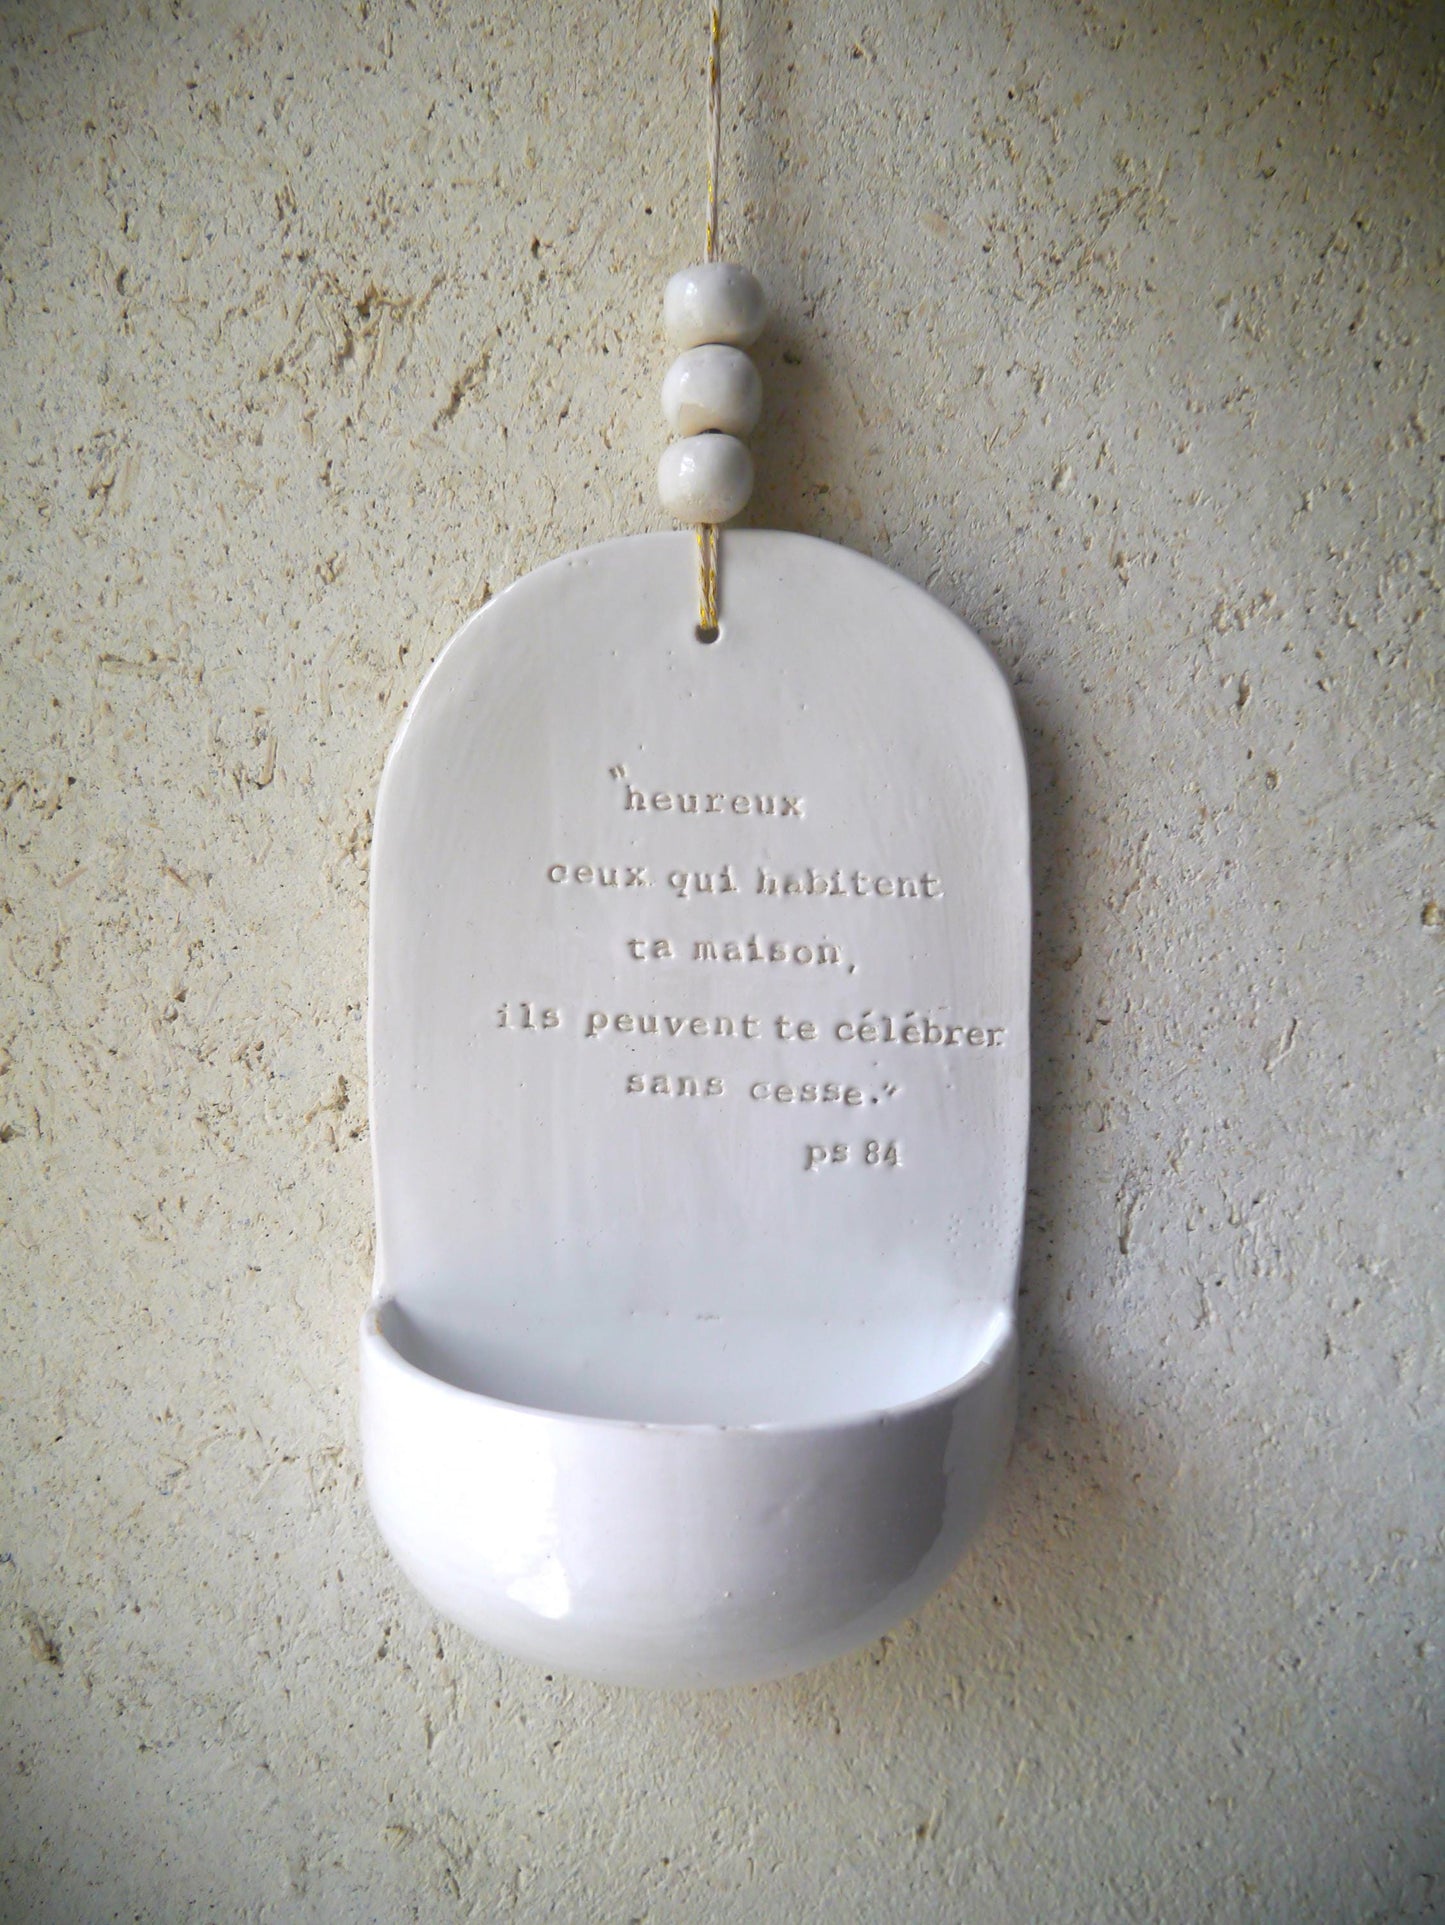 "heureux
ceux qui habitent
ta maison,
ils peuvent te célébrer
sans cesse."
ps 84